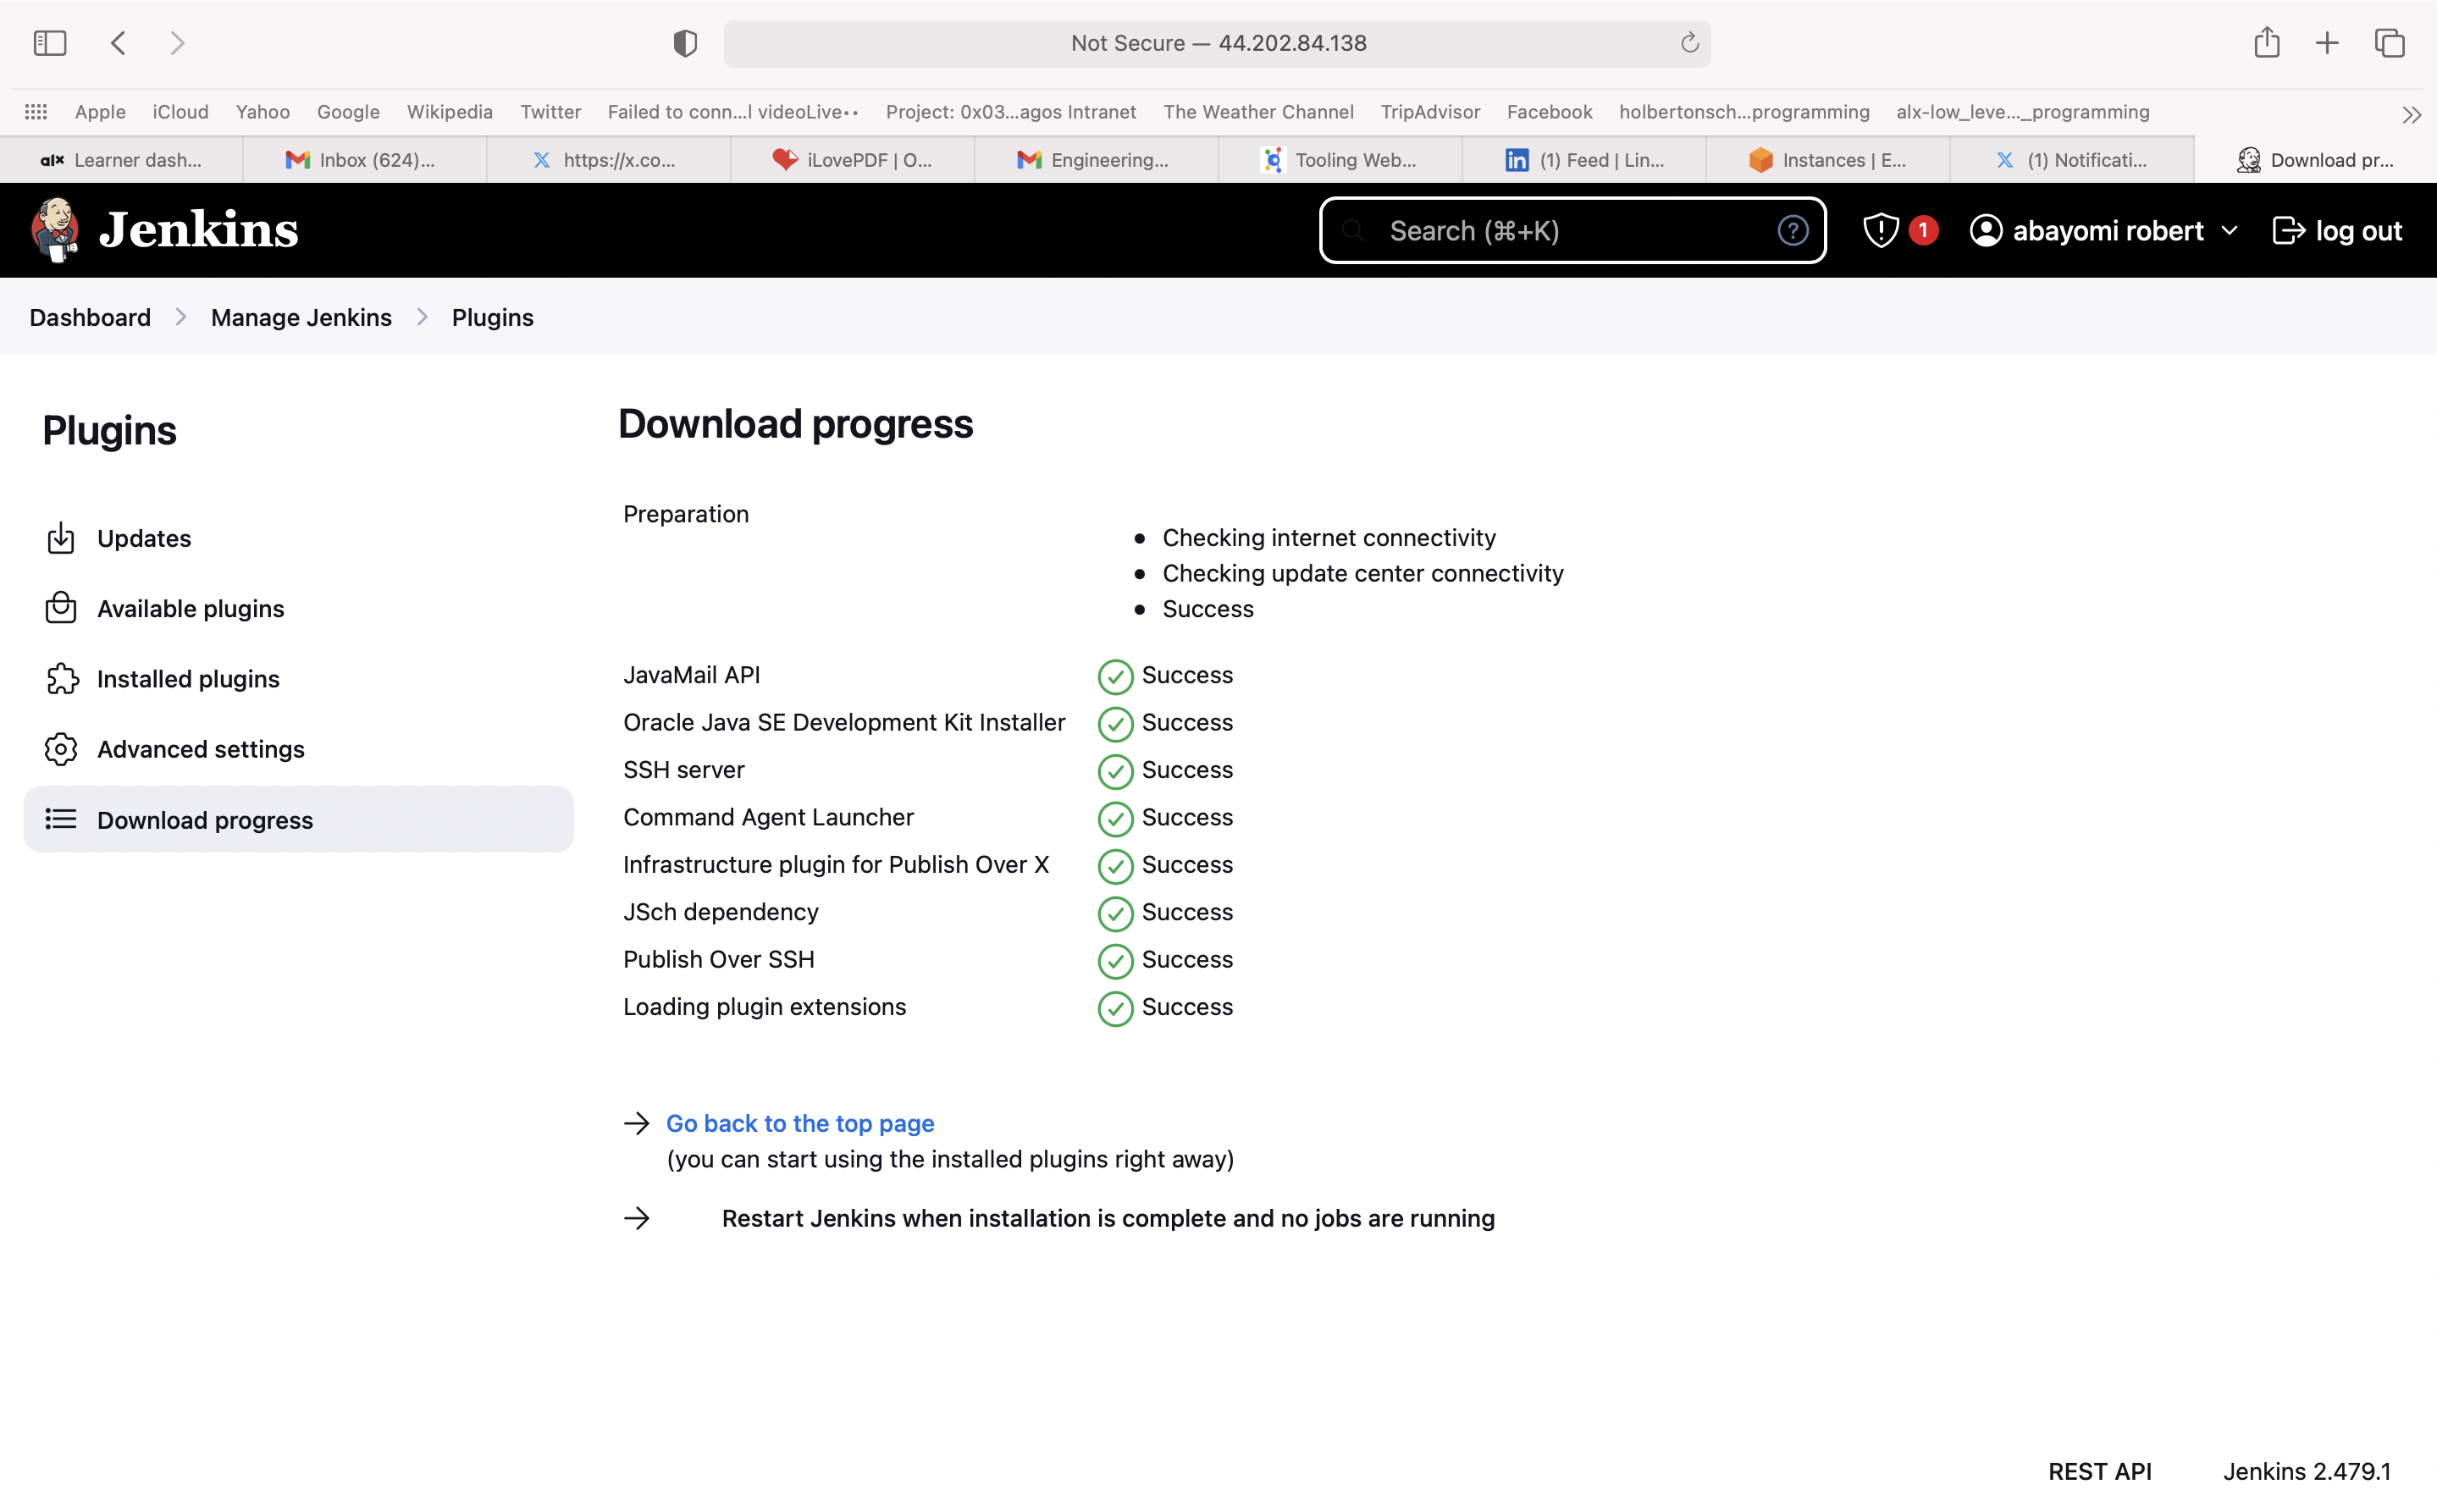 Not Secure — 44.202.84.138
Apple iCloud Yahoo Google Wikipedia Twitter Failed to conn...l videoLive•• Project: 0x03...agos Intranet The Weather Channel TripAdvisor Facebook holbertonsch...programming alx-low_leve..._programming
alx Learner dash... Inbox (624)... https://x.co... iLovePDF | O... Engineering... Tooling Web... (1) Feed | Lin... Instances | E... (1) Notificati... Download pr...
Jenkins Search (⌘+K) ? 1 abayomi robert log out
Dashboard Manage Jenkins Plugins
Plugins
Updates
Available plugins
Installed plugins
Advanced settings
Download progress
Download progress
Preparation
Checking internet connectivity
Checking update center connectivity
Success
JavaMail API Success
Oracle Java SE Development Kit Installer Success
SSH server Success
Command Agent Launcher Success
Infrastructure plugin for Publish Over X Success
JSch dependency Success
Publish Over SSH Success
Loading plugin extensions Success
Go back to the top page
(you can start using the installed plugins right away)
Restart Jenkins when installation is complete and no jobs are running
REST API Jenkins 2.479.1